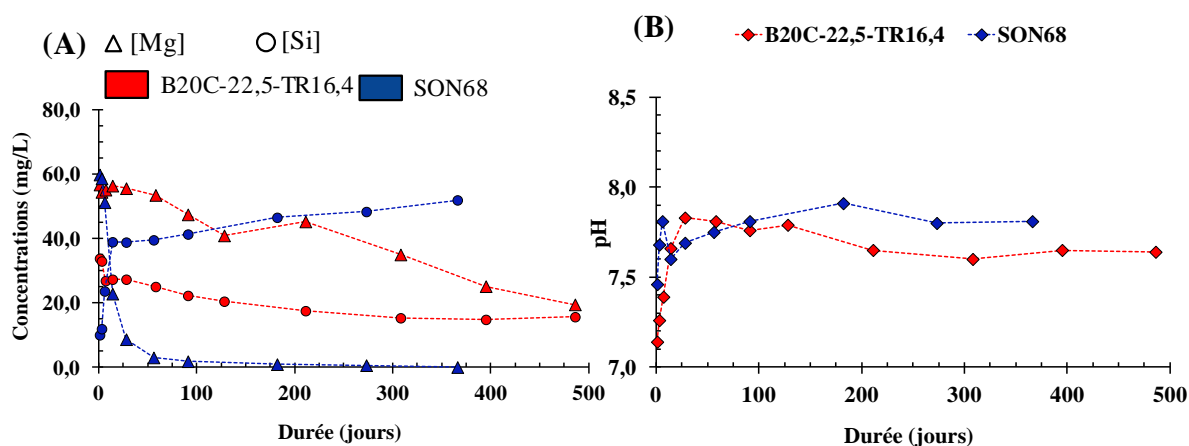 (A) [Mg] [Si]
B20C-22,5-TR16,4 SON68
Concentrations (mg/L)
80,0
60,0
40,0
20,0
0,0
0 100 200 300 400 500
Durée (jours)
(B) B20C-22,5-TR16,4 SON68
pH
8,5
8,0
7,5
7,0
0 100 200 300 400 500
Durée (jours)